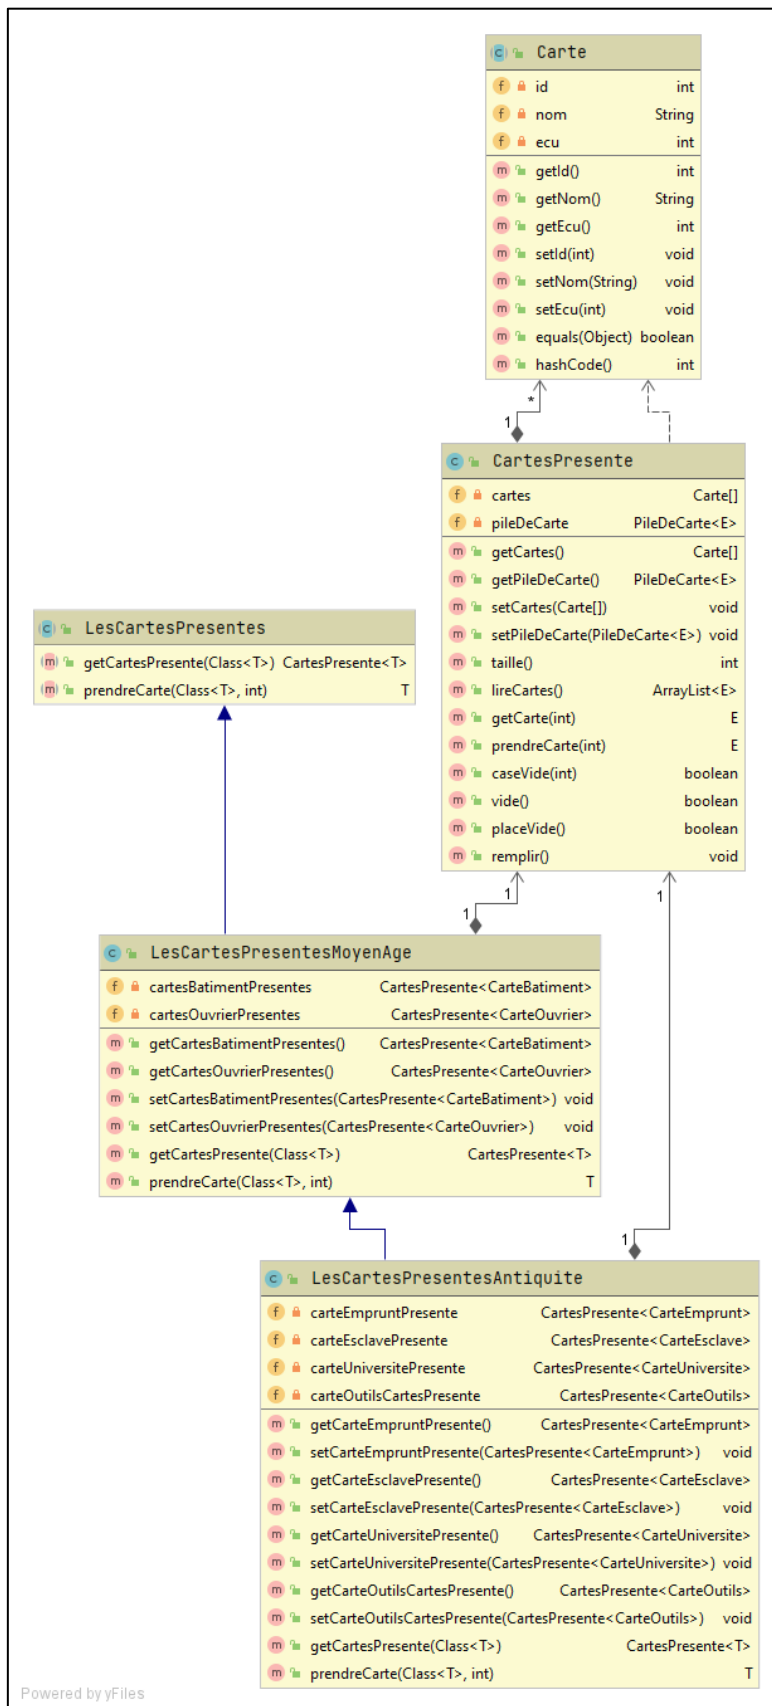 Carte
id int
nom String
ecu int
getId() int
getNom() String
getEcu() int
setId(int) void
setNom(String) void
setEcu(int) void
equals(Object) boolean
hashCode() int
*
1
CartesPresente
cartes Carte[]
pileDeCarte PileDeCarte<E>
getCartes() Carte[]
getPileDeCarte() PileDeCarte<E>
setCartes(Carte[]) void
setPileDeCarte(PileDeCarte<E>) void
taille() int
lireCartes() ArrayList<E>
getCarte(int) E
prendreCarte(int) E
caseVide(int) boolean
vide() boolean
placeVide() boolean
remplir() void
LesCartesPresentes
getCartesPresente(Class<T>) CartesPresente<T>
prendreCarte(Class<T>, int) T
1 1
1
LesCartesPresentesMoyenAge
cartesBatimentPresentes CartesPresente<CarteBatiment>
cartesOuvrierPresentes CartesPresente<CarteOuvrier>
getCartesBatimentPresentes() CartesPresente<CarteBatiment>
getCartesOuvrierPresentes() CartesPresente<CarteOuvrier>
setCartesBatimentPresentes(CartesPresente<CarteBatiment>) void
setCartesOuvrierPresentes(CartesPresente<CarteOuvrier>) void
getCartesPresente(Class<T>) CartesPresente<T>
prendreCarte(Class<T>, int) T
1
LesCartesPresentesAntiquite
carteEmpruntPresente CartesPresente<CarteEmprunt>
carteEsclavePresente CartesPresente<CarteEsclave>
carteUniversitePresente CartesPresente<CarteUniversite>
carteOutilsCartesPresente CartesPresente<CarteOutils>
getCarteEmpruntPresente() CartesPresente<CarteEmprunt>
setCarteEmpruntPresente(CartesPresente<CarteEmprunt>) void
getCarteEsclavePresente() CartesPresente<CarteEsclave>
setCarteEsclavePresente(CartesPresente<CarteEsclave>) void
getCarteUniversitePresente() CartesPresente<CarteUniversite>
setCarteUniversitePresente(CartesPresente<CarteUniversite>) void
getCarteOutilsCartesPresente() CartesPresente<CarteOutils>
setCarteOutilsCartesPresente(CartesPresente<CarteOutils>) void
getCartesPresente(Class<T>) CartesPresente<T>
prendreCarte(Class<T>, int) T
Powered by yFiles